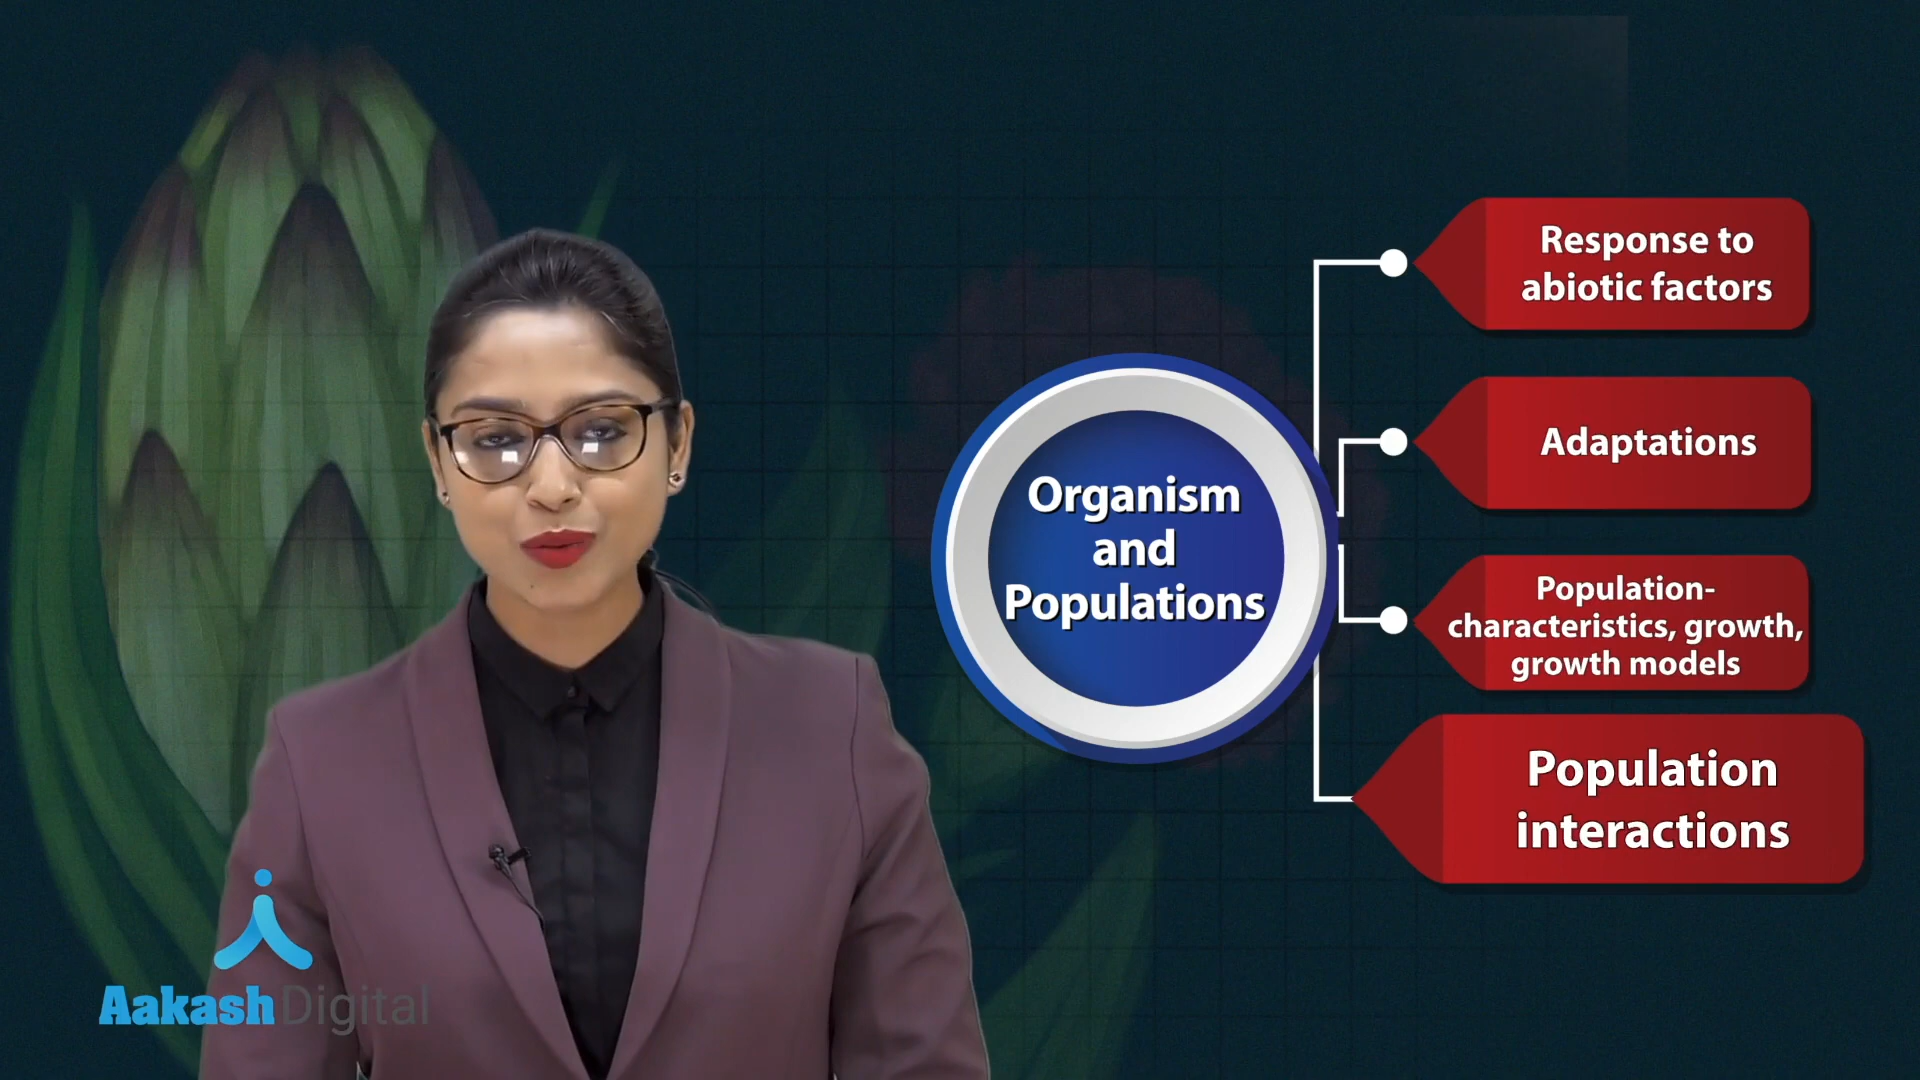 Organism
and
Populations
Response to
abiotic factors
Adaptations
Population-
characteristics, growth,
growth models
Population
interactions
Aakash Digital